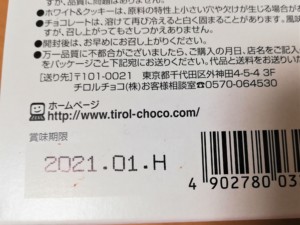 すが、品質に問題はありません。
●ホワイト&クッキーは、原料の特性上小さい穴や欠けが生じる場合が
●チョコレートは、溶けて再び冷えると白く固まることがあります。風味
すが、召し上がってもさしつかえありません。
●開封後は、お早めにお召し上がりください。
●万一品質に不都合がございましたら、ご購入の月日、店名をご記入
をパッケージごと下記宛にお送りください。代品と送料をお送りいた
【送り先】〒101-0021 東京都千代田区外神田4-5-4 3F
チロルチョコ(株)お客様相談室☎0570-064530
ホームページ
http://www.tirol-choco.com/
賞味期限
2021.01.H
4 902780 03